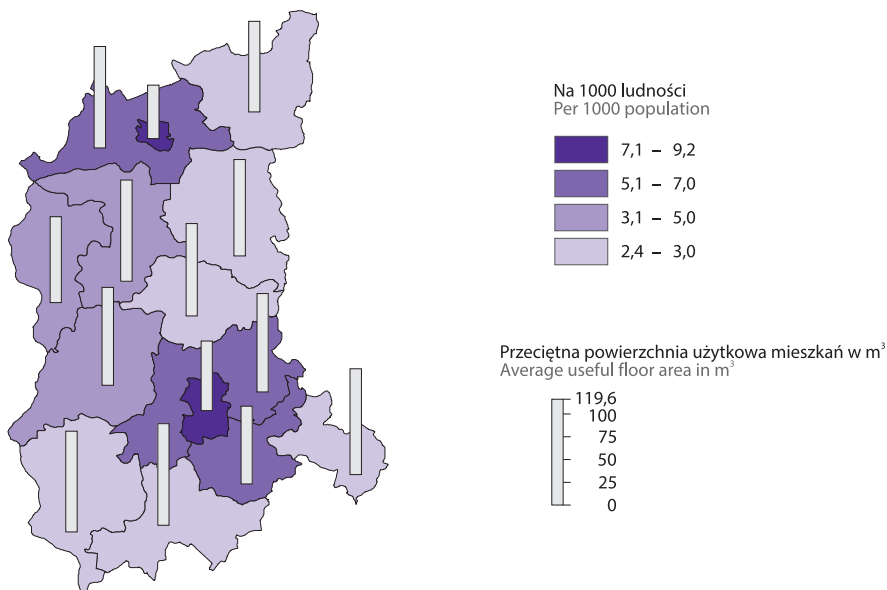 Na 1000 ludności
Per 1000 population
7,1 – 9,2
5,1 – 7,0
3,1 – 5,0
2,4 – 3,0
Przeciętna powierzchnia użytkowa mieszkań w m³
Average useful floor area in m³
119,6
100
75
50
25
0